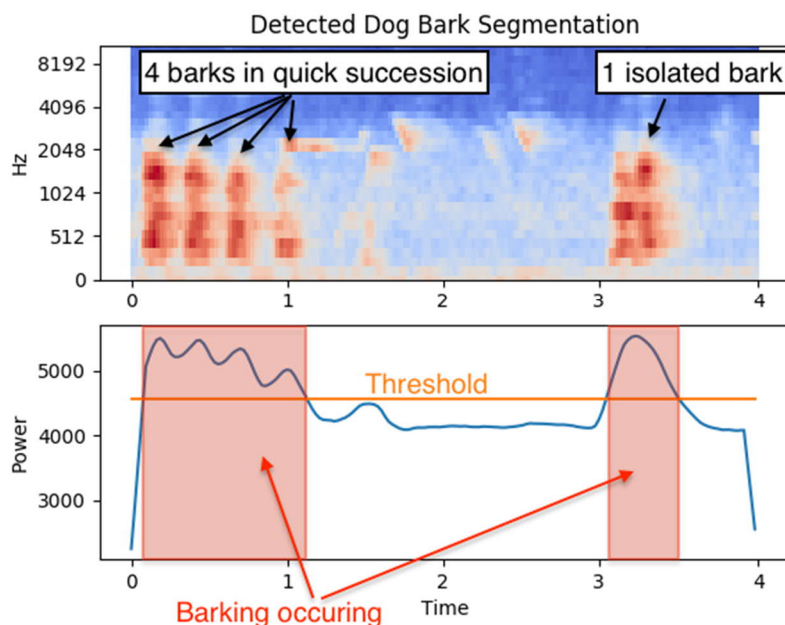 Detected Dog Bark Segmentation
4 barks in quick succession
1 isolated bark
Hz
8192
4096
2048
1024
512
0
0 1 2 3 4
Threshold
Power
5000
4000
3000
0 1 2 3 4
Barking occuring
Time